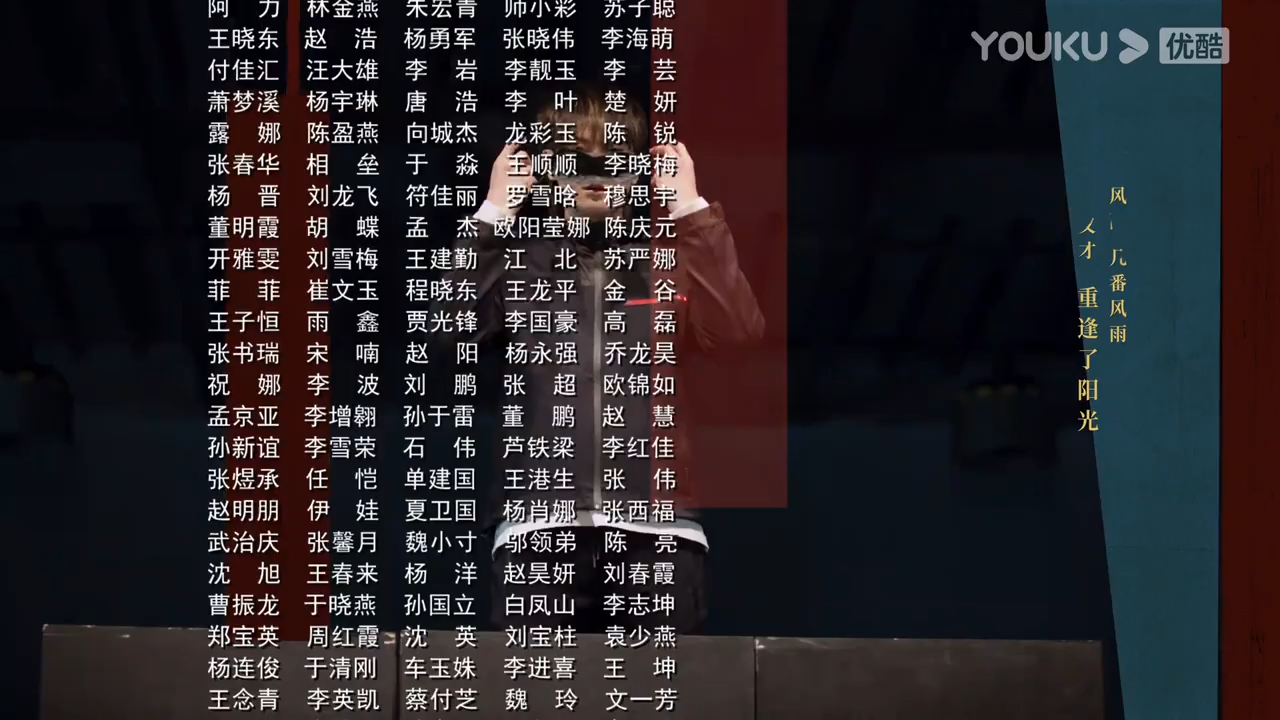 阿力 林金燕 朱宏青 帅小彩 苏子聪
王晓东 赵浩 杨勇军 张晓伟 李海萌
付佳汇 汪大雄 李岩 李靓玉 李芸
萧梦溪 杨宇琳 唐浩 李叶 楚妍
露娜 陈盈燕 向城杰 龙彩玉 陈锐
张春华 相垒 于淼 王顺顺 李晓梅
杨晋 刘龙飞 符佳丽 罗雪晗 穆思宇
董明霞 胡蝶 孟杰 欧阳莹娜 陈庆元
开雅雯 刘雪梅 王建勤 江北 苏严娜
菲菲 崔文玉 程晓东 王龙平 金谷
王子恒 雨鑫 贾光锋 李国豪 高磊
张书瑞 宋喃 赵阳 杨永强 乔龙昊
祝娜 李波 刘鹏 张超 欧锦如
孟京亚 李增翱 孙于雷 董鹏 赵慧
孙新谊 李雪荣 石伟 芦铁梁 李红佳
张煜承 任恺 单建国 王港生 张伟
赵明朋 伊娃 夏卫国 杨肖娜 张西福
武治庆 张馨月 魏小寸 邬领弟 陈亮
沈旭 王春来 杨洋 赵昊妍 刘春霞
曹振龙 于晓燕 孙国立 白凤山 李志坤
郑宝英 周红霞 沈英 刘宝柱 袁少燕
杨连俊 于清刚 车玉姝 李进喜 王坤
王念青 李英凯 蔡付芝 魏玲 文一芳
YOUKU 优酷
风 几番风雨
才 重逢了阳光